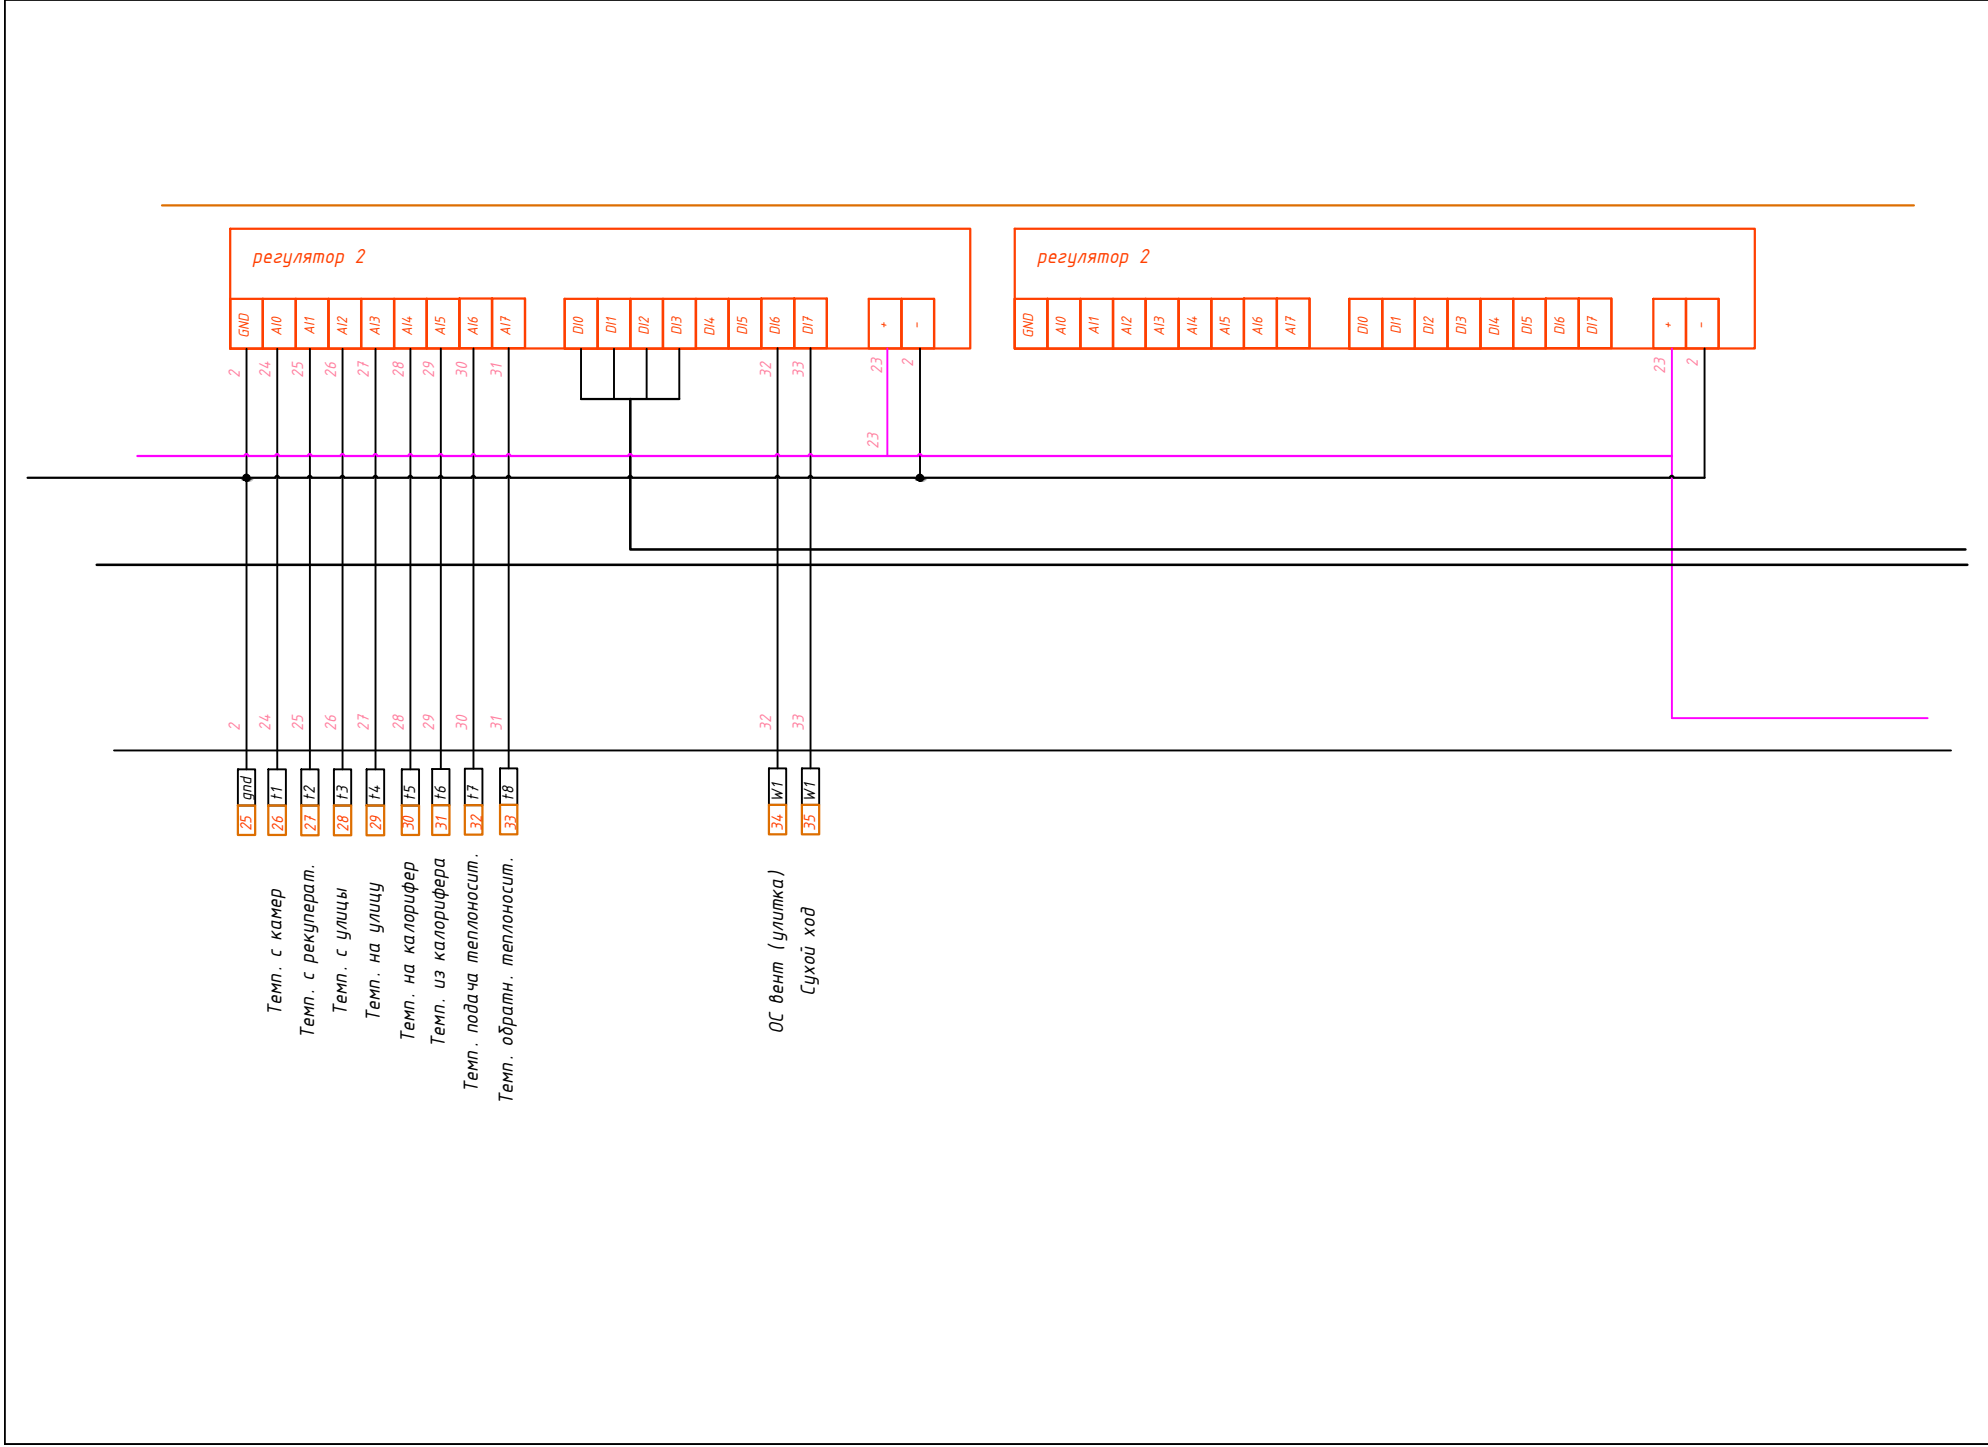 регулятор 2
регулятор 2
GND AI0 AI1 AI2 AI3 AI4 AI5 AI6 AI7 DI0 DI1 DI2 DI3 DI4 DI5 DI6 DI7 + -
GND AI0 AI1 AI2 AI3 AI4 AI5 AI6 AI7 DI0 DI1 DI2 DI3 DI4 DI5 DI6 DI7 + -
2 24 25 26 27 28 29 30 31 32 33 23 2
23 2
23
2 24 25 26 27 28 29 30 31 32 33
25 gnd
26 t1
27 t2
28 t3
29 t4
30 t5
31 t6
32 t7
33 t8
34 W1
35 W1
Темп. с камер
Темп. с рекуперат.
Темп. с улицы
Темп. на улицу
Темп. на калорифер
Темп. из калорифера
Темп. подача теплоносит.
Темп. обратн. теплоносит.
ОС вент (улитка)
Сухой ход